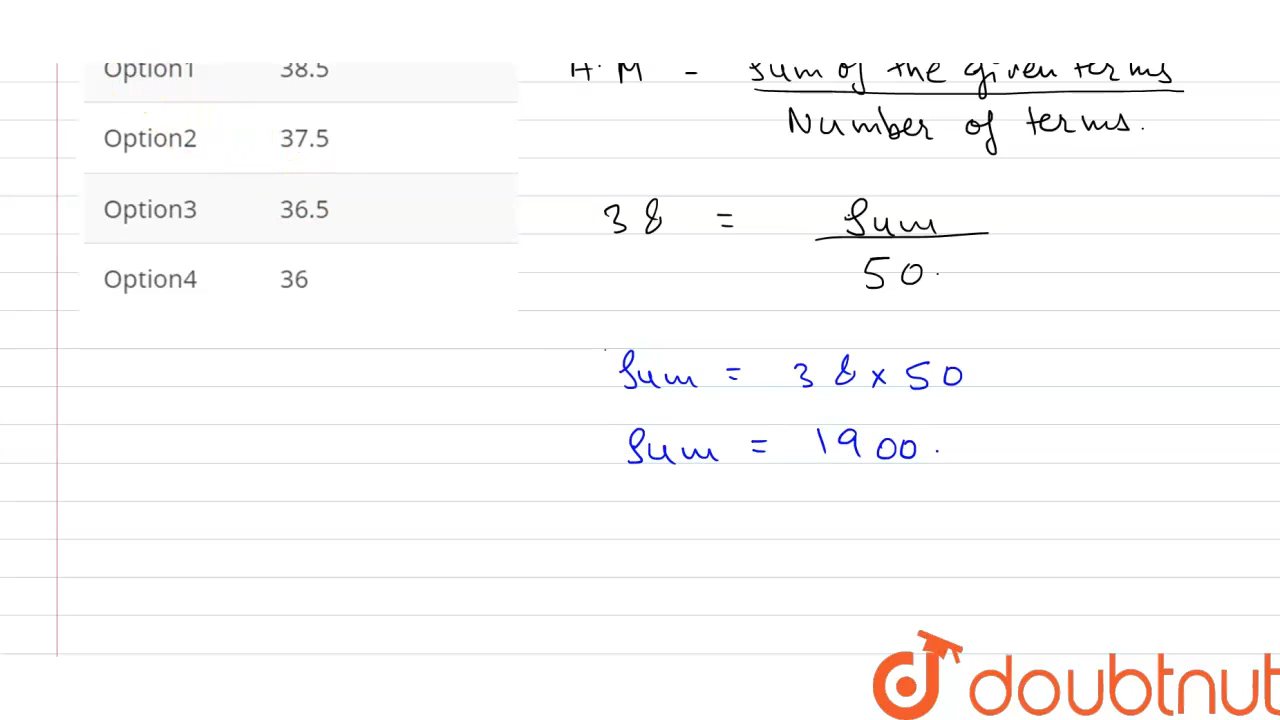 Option1 38.5
Option2 37.5
Option3 36.5
Option4 36
A.M - Sum of the given terms
Number of terms.
38 = Sum
50.
Sum = 38 x 50
Sum = 1900.
doubtnut